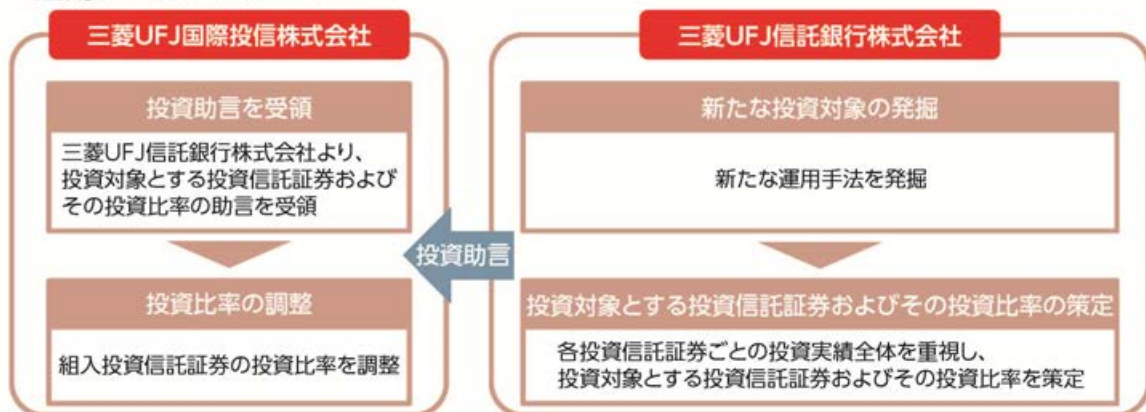 三菱UFJ国際投信株式会社
投資助言を受領
三菱UFJ信託銀行株式会社より、
投資対象とする投資信託証券および
その投資比率の助言を受領
投資比率の調整
組入投資信託証券の投資比率を調整
投資助言
三菱UFJ信託銀行株式会社
新たな投資対象の発掘
新たな運用手法を発掘
投資対象とする投資信託証券およびその投資比率の策定
各投資信託証券ごとの投資実績全体を重視し、
投資対象とする投資信託証券およびその投資比率を策定